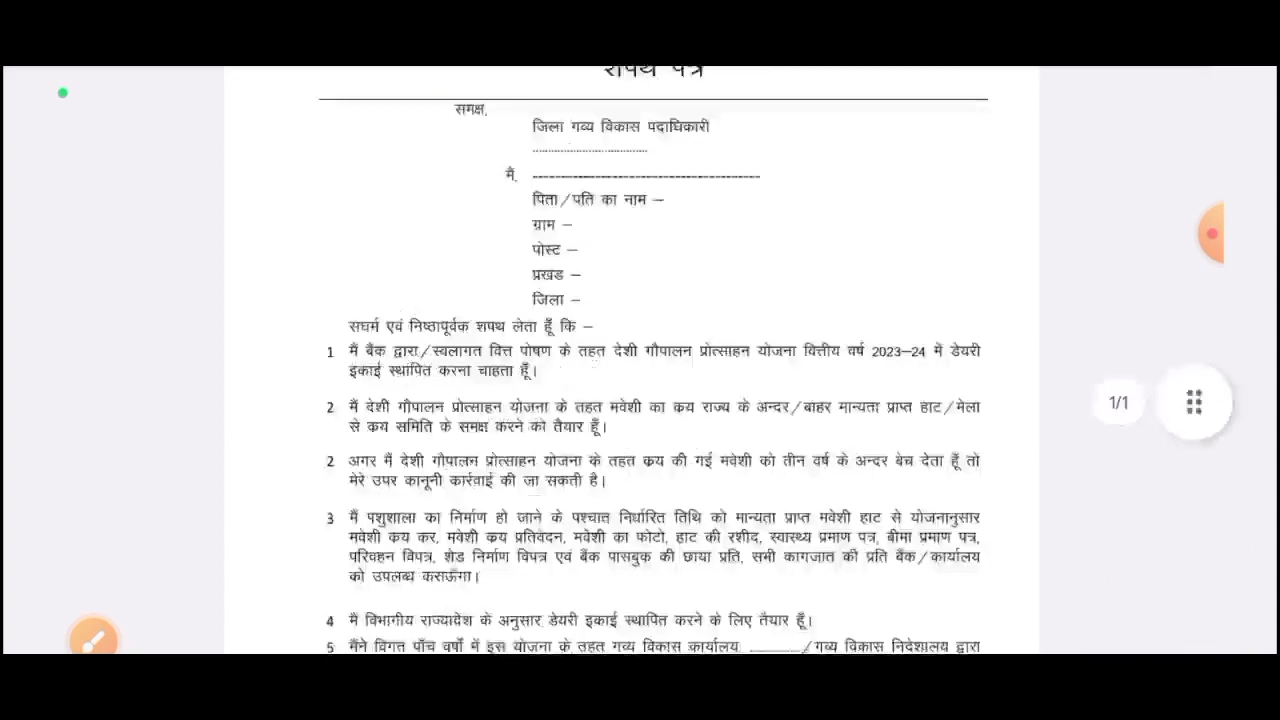 शपथ पत्र
समक्ष,
जिला गव्य विकास पदाधिकारी
...........................................
मैं, ------------------------------------------------
पिता/पति का नाम –
ग्राम –
पोस्ट –
प्रखंड –
जिला –
सधर्म एवं निष्ठापूर्वक शपथ लेता हूँ कि –
1 मैं बैंक द्वारा/स्वलागत वित्त पोषण के तहत देशी गौपालन प्रोत्साहन योजना वित्तीय वर्ष 2023–24 में डेयरी
इकाई स्थापित करना चाहता हूँ।
2 मैं देशी गौपालन प्रोत्साहन योजना के तहत मवेशी का क्रय राज्य के अन्दर/बाहर मान्यता प्राप्त हाट/मेला
से क्रय समिति के समक्ष करने को तैयार हूँ।
2 अगर मैं देशी गौपालन प्रोत्साहन योजना के तहत क्रय की गई मवेशी को तीन वर्ष के अन्दर बेच देता हूँ तो
मेरे उपर कानूनी कार्रवाई की जा सकती है।
3 मैं पशुशाला का निर्माण हो जाने के पश्चात निर्धारित तिथि को मान्यता प्राप्त मवेशी हाट से योजनानुसार
मवेशी क्रय कर, मवेशी क्रय प्रतिवेदन, मवेशी का फोटो, हाट की रशीद, स्वास्थ्य प्रमाण पत्र, बीमा प्रमाण पत्र,
परिवहन विपत्र, शेड निर्माण विपत्र एवं बैंक पासबुक की छाया प्रति, सभी कागजात की प्रति बैंक/कार्यालय
को उपलब्ध कराऊँगा।
4 मैं विभागीय राज्यादेश के अनुसार डेयरी इकाई स्थापित करने के लिए तैयार हूँ।
5 मैंने विगत पाँच वर्षों में इस योजना के तहत गव्य विकास कार्यालय ________/गव्य विकास निदेशालय द्वारा
1/1